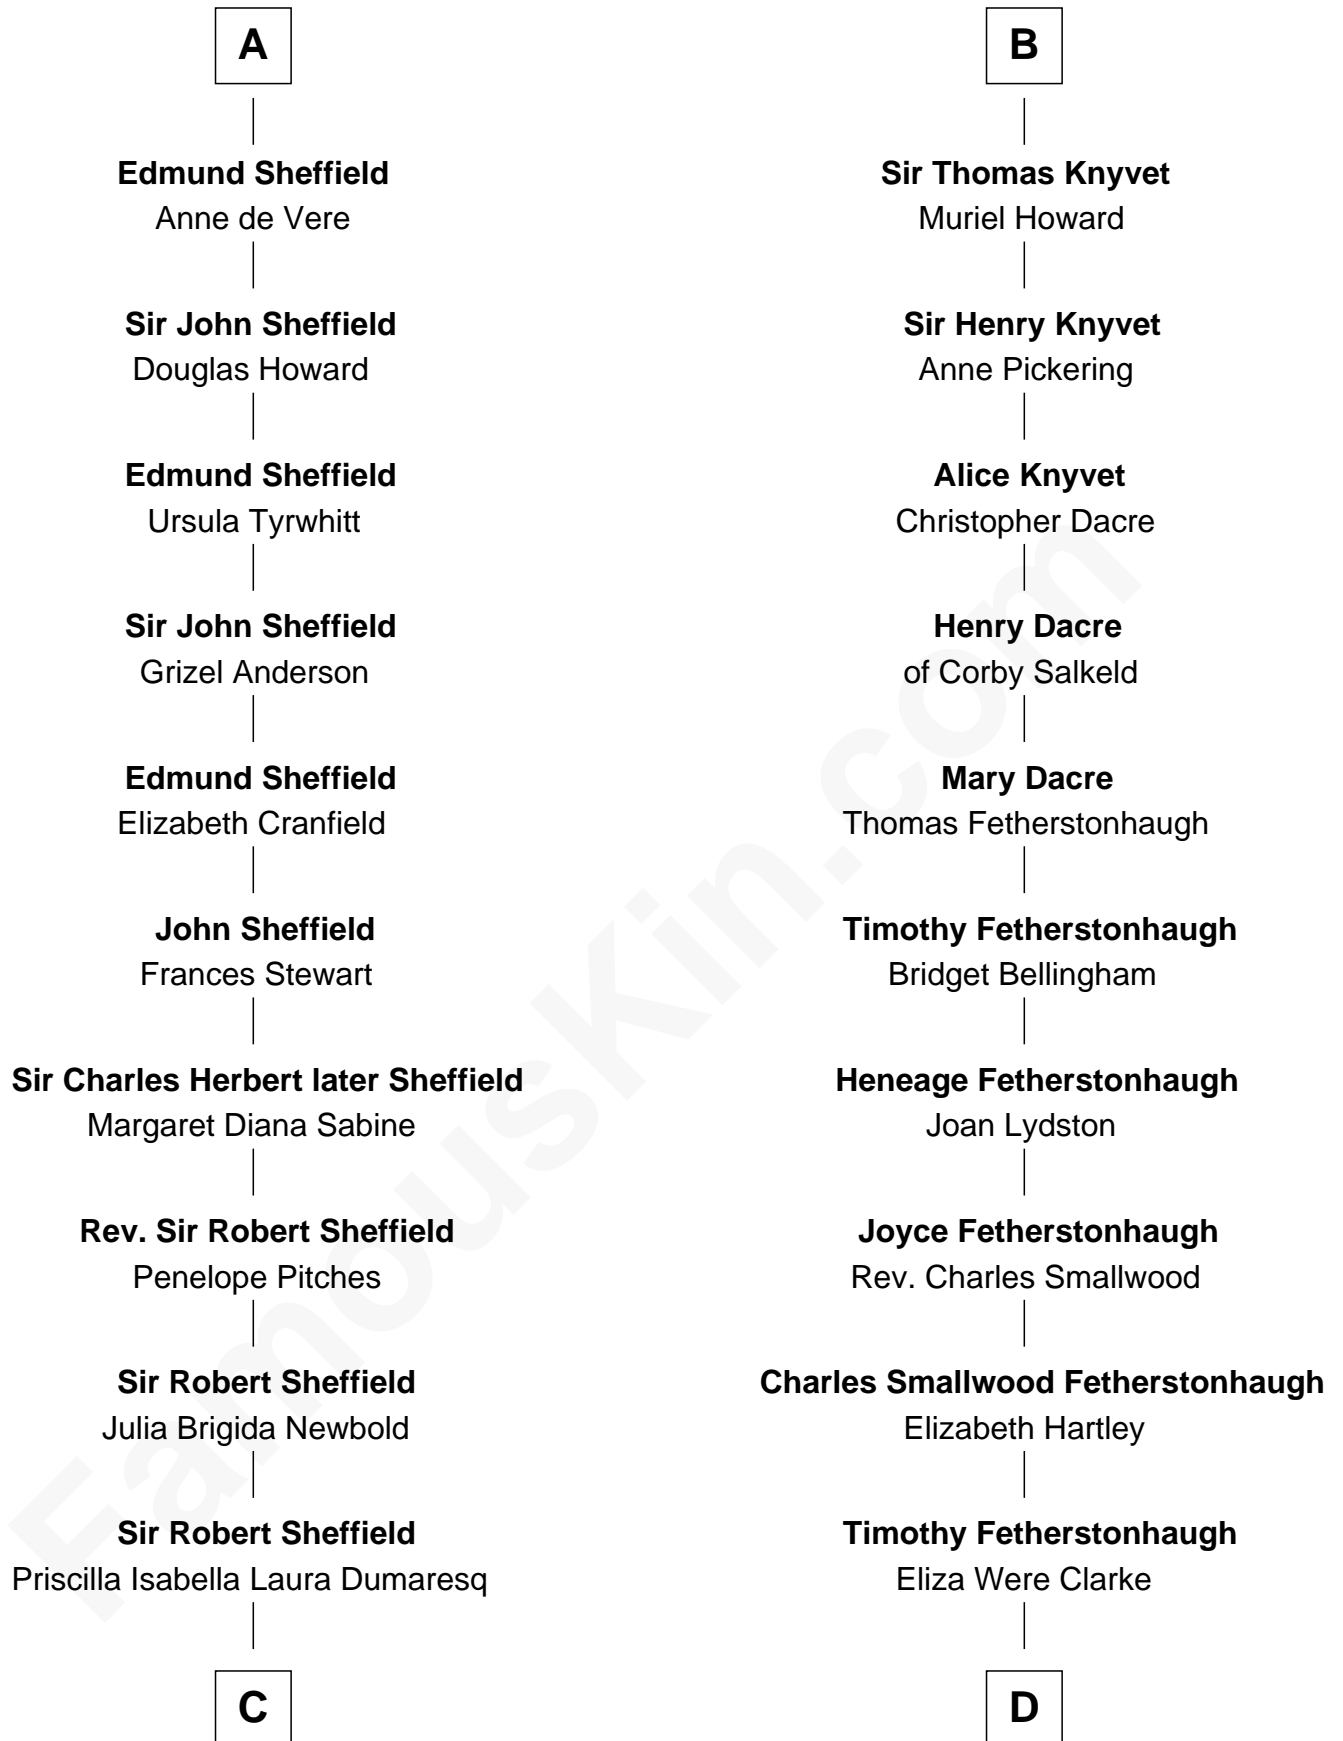 A
Edmund Sheffield
Anne de Vere
Sir John Sheffield
Douglas Howard
Edmund Sheffield
Ursula Tyrwhitt
Sir John Sheffield
Grizel Anderson
Edmund Sheffield
Elizabeth Cranfield
John Sheffield
Frances Stewart
Sir Charles Herbert later Sheffield
Margaret Diana Sabine
Rev. Sir Robert Sheffield
Penelope Pitches
Sir Robert Sheffield
Julia Brigida Newbold
Sir Robert Sheffield
Priscilla Isabella Laura Dumaresq
C
B
Sir Thomas Knyvet
Muriel Howard
Sir Henry Knyvet
Anne Pickering
Alice Knyvet
Christopher Dacre
Henry Dacre
of Corby Salkeld
Mary Dacre
Thomas Fetherstonhaugh
Timothy Fetherstonhaugh
Bridget Bellingham
Heneage Fetherstonhaugh
Joan Lydston
Joyce Fetherstonhaugh
Rev. Charles Smallwood
Charles Smallwood Fetherstonhaugh
Elizabeth Hartley
Timothy Fetherstonhaugh
Eliza Were Clarke
D
FamousKin.com